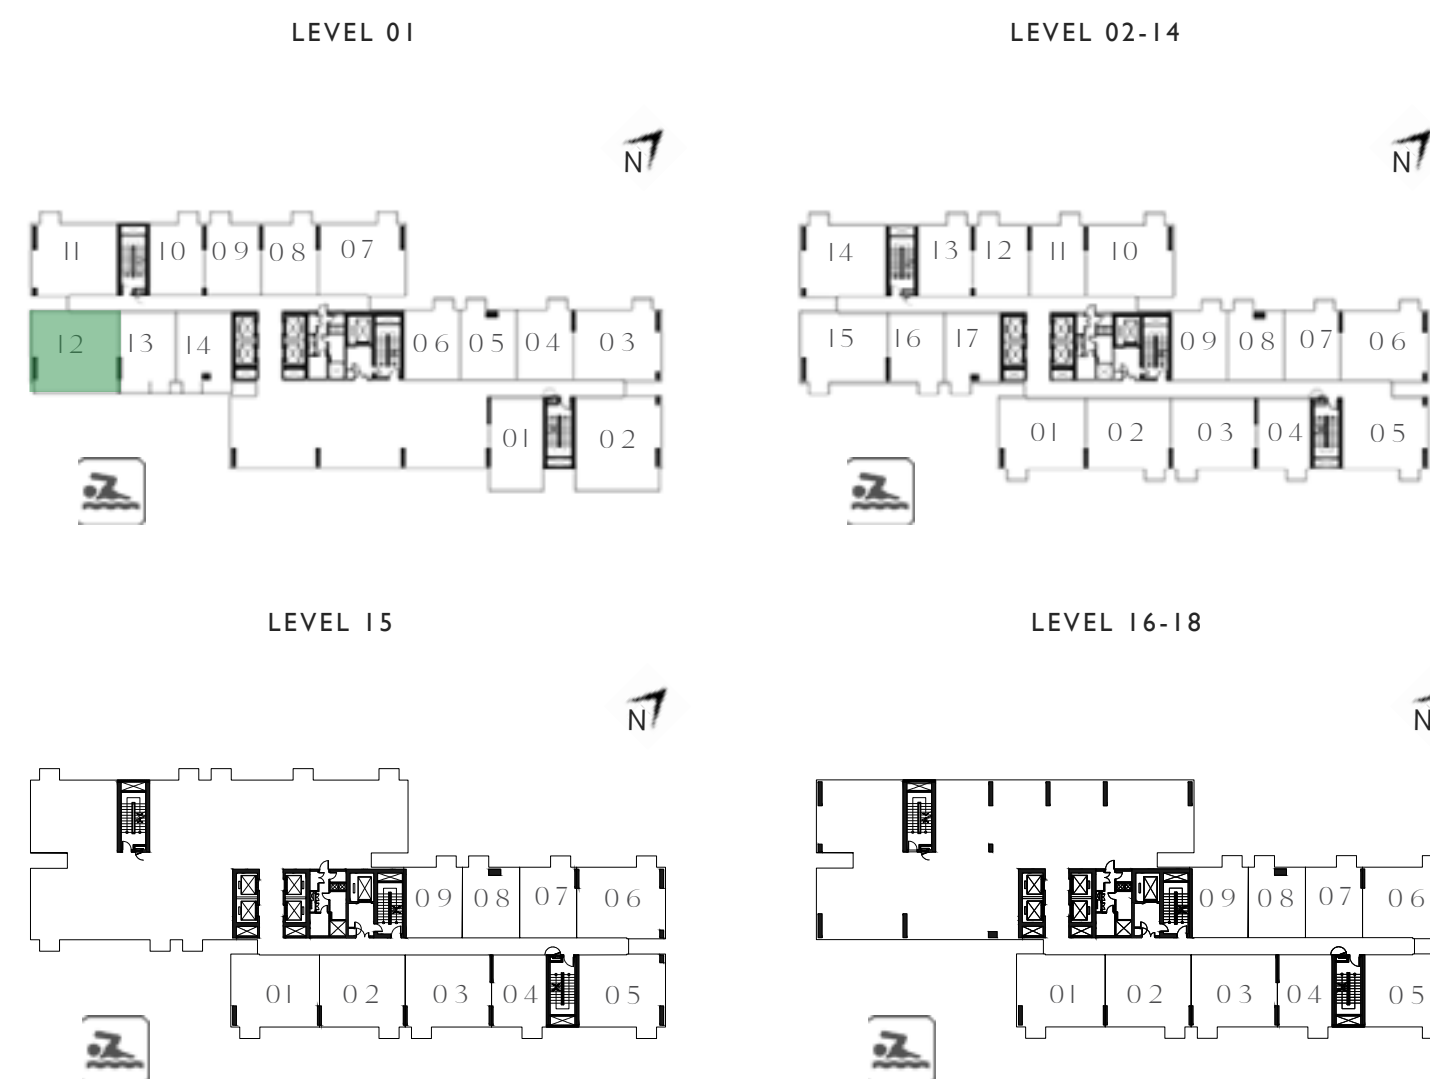 LEVEL 01
LEVEL 02-14
N
N
11 10 09 08 07
14 13 12 11 10
12 13 14 06 05 04 03
15 16 17 09 08 07 06
01 02
01 02 03 04 05
LEVEL 15
LEVEL 16-18
N
N
09 08 07 06
09 08 07 06
01 02 03 04 05
01 02 03 04 05